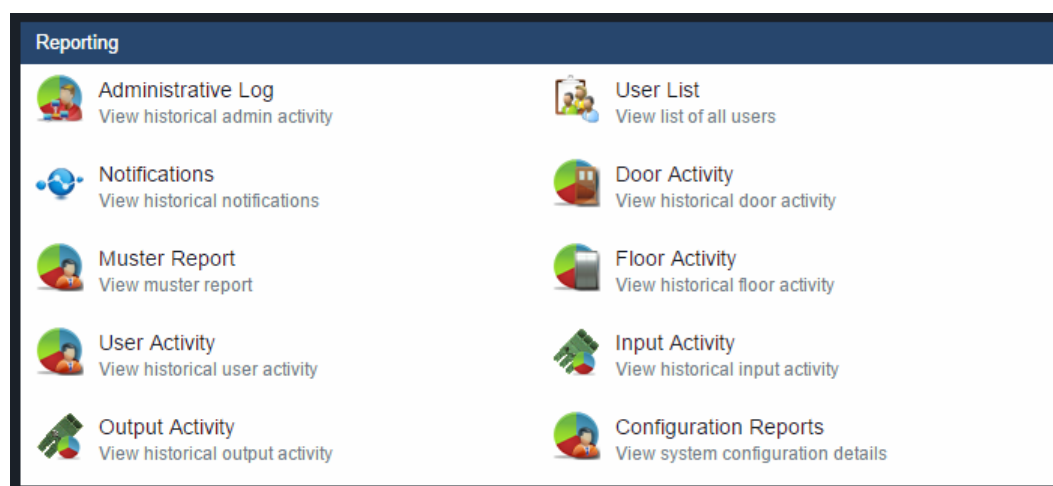 Reporting
Administrative Log
View historical admin activity
User List
View list of all users
Notifications
View historical notifications
Door Activity
View historical door activity
Muster Report
View muster report
Floor Activity
View historical floor activity
User Activity
View historical user activity
Input Activity
View historical input activity
Output Activity
View historical output activity
Configuration Reports
View system configuration details